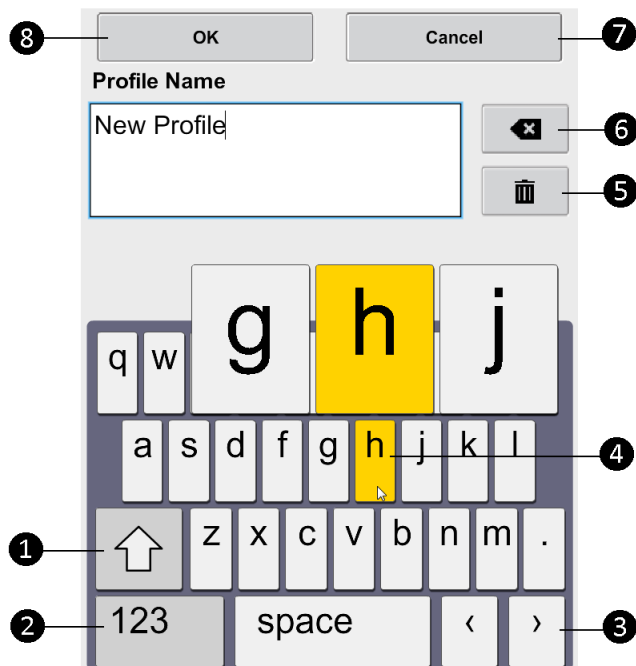 8 OK Cancel 7
Profile Name
New Profile
6
5
g h j
q w
a s d f g h j k l 4
1 z x c v b n m .
2 123 space ‹ › 3